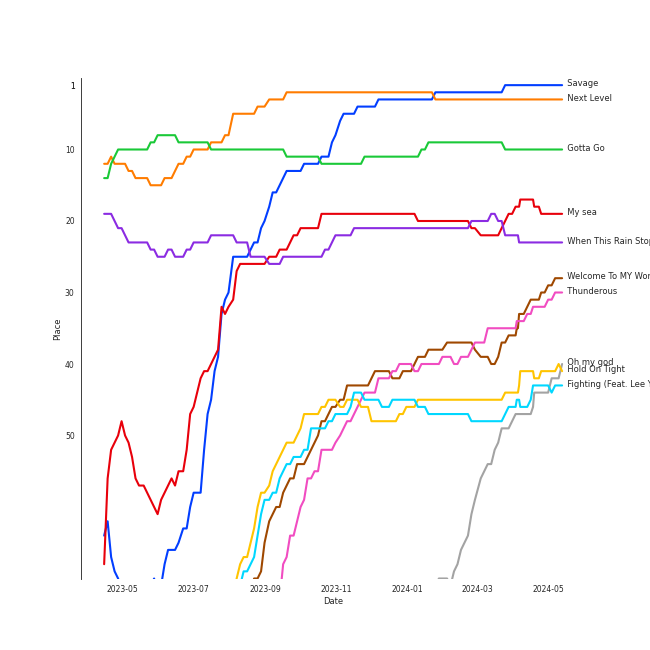 Savage
1
Next Level
Gotta Go
10
My sea
20
When This Rain Stop
Welcome To MY Wor
30
Thunderous
Oh my god
40
Hold On Tight
Fighting (Feat. Lee Y
50
Place
2023-05 2023-07 2023-09 2023-11 2024-01 2024-03 2024-05
Date